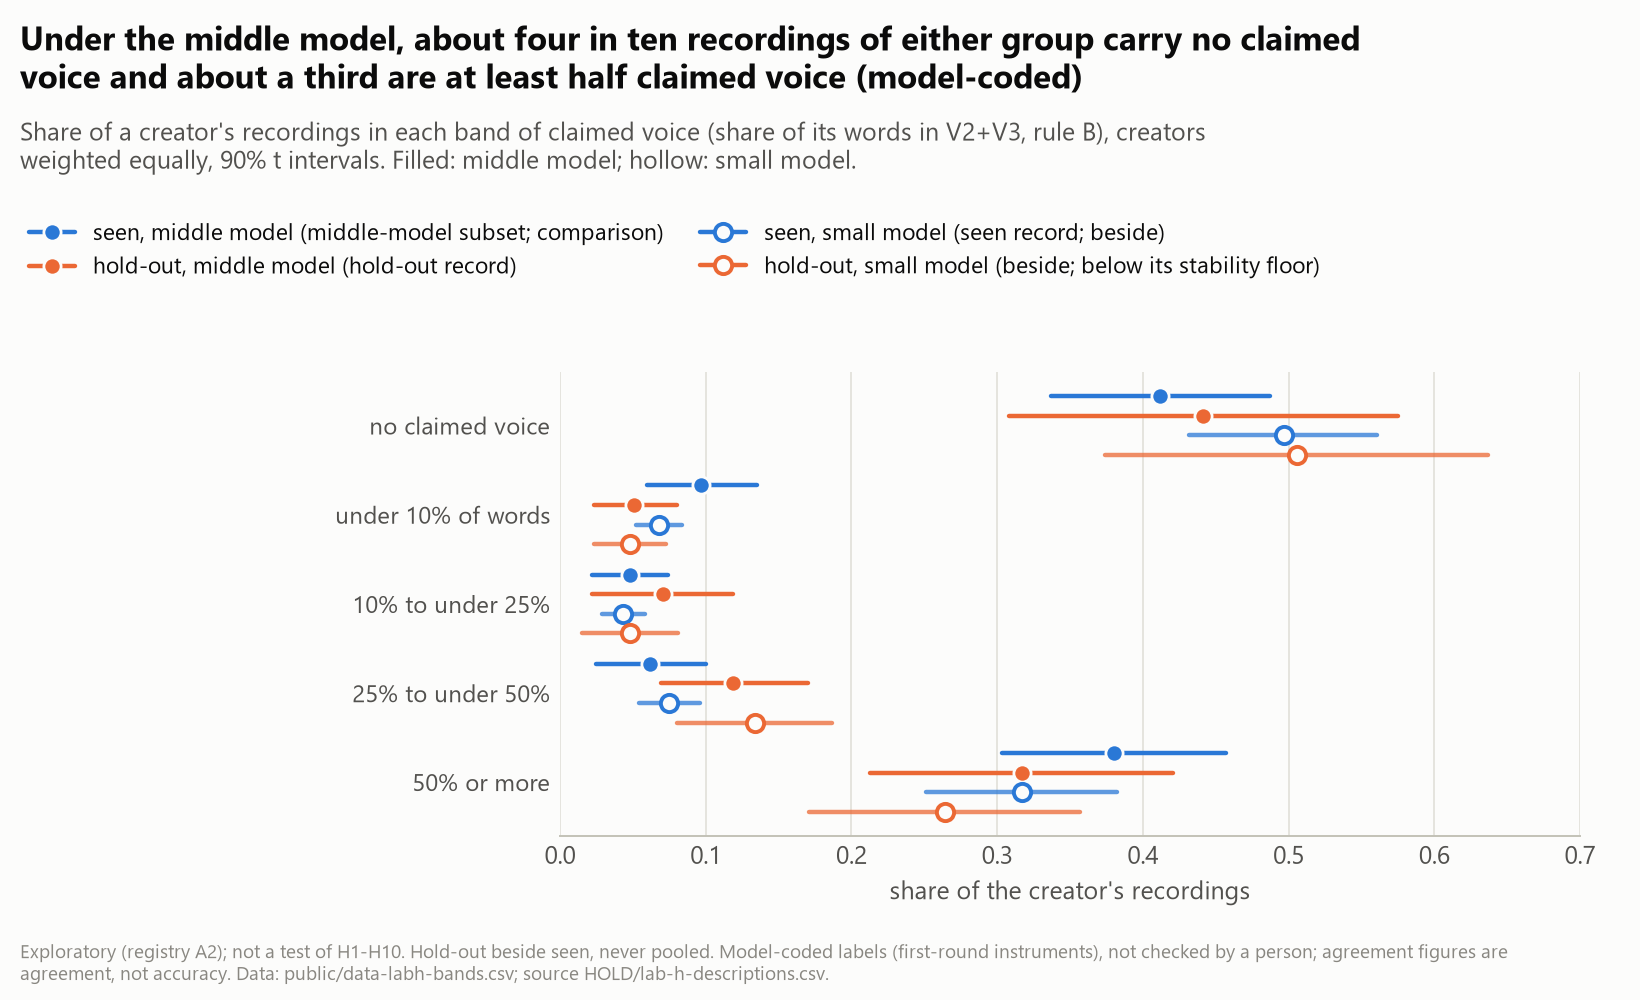 Under the middle model, about four in ten recordings of either group carry no claimed
voice and about a third are at least half claimed voice (model-coded)
Share of a creator's recordings in each band of claimed voice (share of its words in V2+V3, rule B), creators
weighted equally, 90% t intervals. Filled: middle model; hollow: small model.
seen, middle model (middle-model subset; comparison)
hold-out, middle model (hold-out record)
seen, small model (seen record; beside)
hold-out, small model (beside; below its stability floor)
no claimed voice
under 10% of words
10% to under 25%
25% to under 50%
50% or more
0.0 0.1 0.2 0.3 0.4 0.5 0.6 0.7
share of the creator's recordings
Exploratory (registry A2); not a test of H1-H10. Hold-out beside seen, never pooled. Model-coded labels (first-round instruments), not checked by a person; agreement figures are
agreement, not accuracy. Data: public/data-labh-bands.csv; source HOLD/lab-h-descriptions.csv.